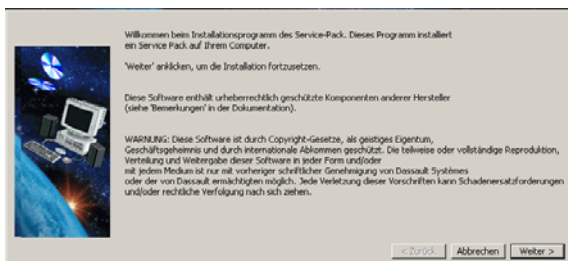 Willkommen beim Installationsprogramm des Service-Pack. Dieses Programm installiert
ein Service Pack auf Ihrem Computer.
'Weiter' anklicken, um die Installation fortzusetzen.
Diese Software enthält urheberrechtlich geschützte Komponenten anderer Hersteller
(siehe 'Bemerkungen' in der Dokumentation).
WARNUNG: Diese Software ist durch Copyright-Gesetze, als geistiges Eigentum,
Geschäftsgeheimnis und durch internationale Abkommen geschützt. Die teilweise oder vollständige Reproduktion,
Verteilung und Weitergabe dieser Software in jeder Form und/oder
mit jedem Medium ist nur mit vorheriger schriftlicher Genehmigung von Dassault Systèmes
oder der von Dassault ermächtigten möglich. Jede Verletzung dieser Vorschriften kann Schadenersatzforderungen
und/oder rechtliche Verfolgung nach sich ziehen.
< Zurück Abbrechen Weiter >